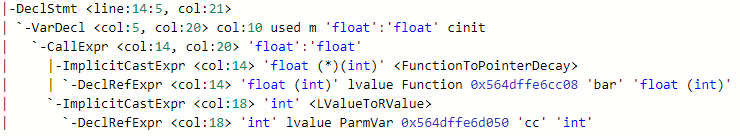 |-DeclStmt <line:14:5, col:21>
| `-VarDecl <col:5, col:20> col:10 used m 'float':'float' cinit
|   `-CallExpr <col:14, col:20> 'float':'float'
|     |-ImplicitCastExpr <col:14> 'float (*)(int)' <FunctionToPointerDecay>
|     | `-DeclRefExpr <col:14> 'float (int)' lvalue Function 0x564dffe6cc08 'bar' 'float (int)'
|     `-ImplicitCastExpr <col:18> 'int' <LValueToRValue>
|       `-DeclRefExpr <col:18> 'int' lvalue ParmVar 0x564dffe6d050 'cc' 'int'